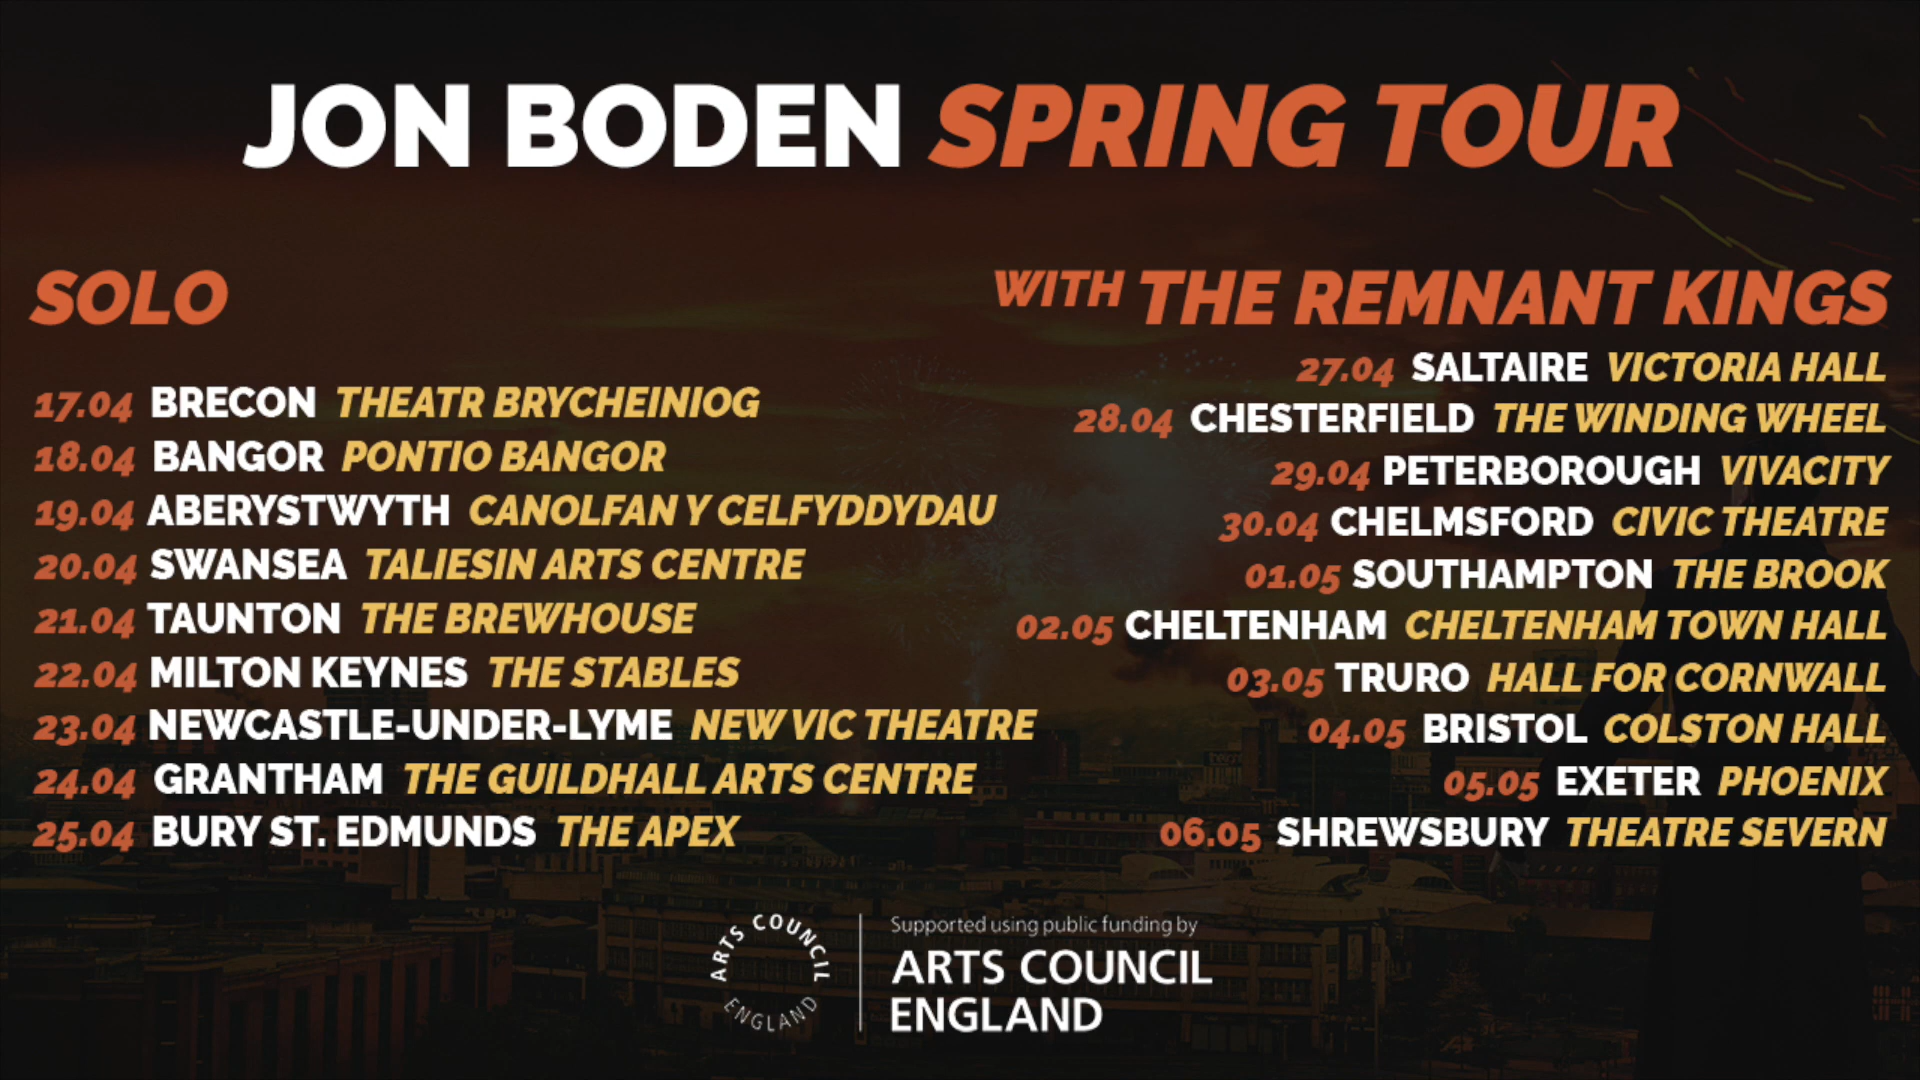 JON BODEN SPRING TOUR
SOLO
17.04 BRECON THEATR BRYCHEINIOG
18.04 BANGOR PONTIO BANGOR
19.04 ABERYSTWYTH CANOLFAN Y CELFYDDYDAU
20.04 SWANSEA TALIESIN ARTS CENTRE
21.04 TAUNTON THE BREWHOUSE
22.04 MILTON KEYNES THE STABLES
23.04 NEWCASTLE-UNDER-LYME NEW VIC THEATRE
24.04 GRANTHAM THE GUILDHALL ARTS CENTRE
25.04 BURY ST. EDMUNDS THE APEX
WITH THE REMNANT KINGS
27.04 SALTAIRE VICTORIA HALL
28.04 CHESTERFIELD THE WINDING WHEEL
29.04 PETERBOROUGH VIVACITY
30.04 CHELMSFORD CIVIC THEATRE
01.05 SOUTHAMPTON THE BROOK
02.05 CHELTENHAM CHELTENHAM TOWN HALL
03.05 TRURO HALL FOR CORNWALL
04.05 BRISTOL COLSTON HALL
05.05 EXETER PHOENIX
06.05 SHREWSBURY THEATRE SEVERN
ARTS COUNCIL ENGLAND
Supported using public funding by
ARTS COUNCIL
ENGLAND